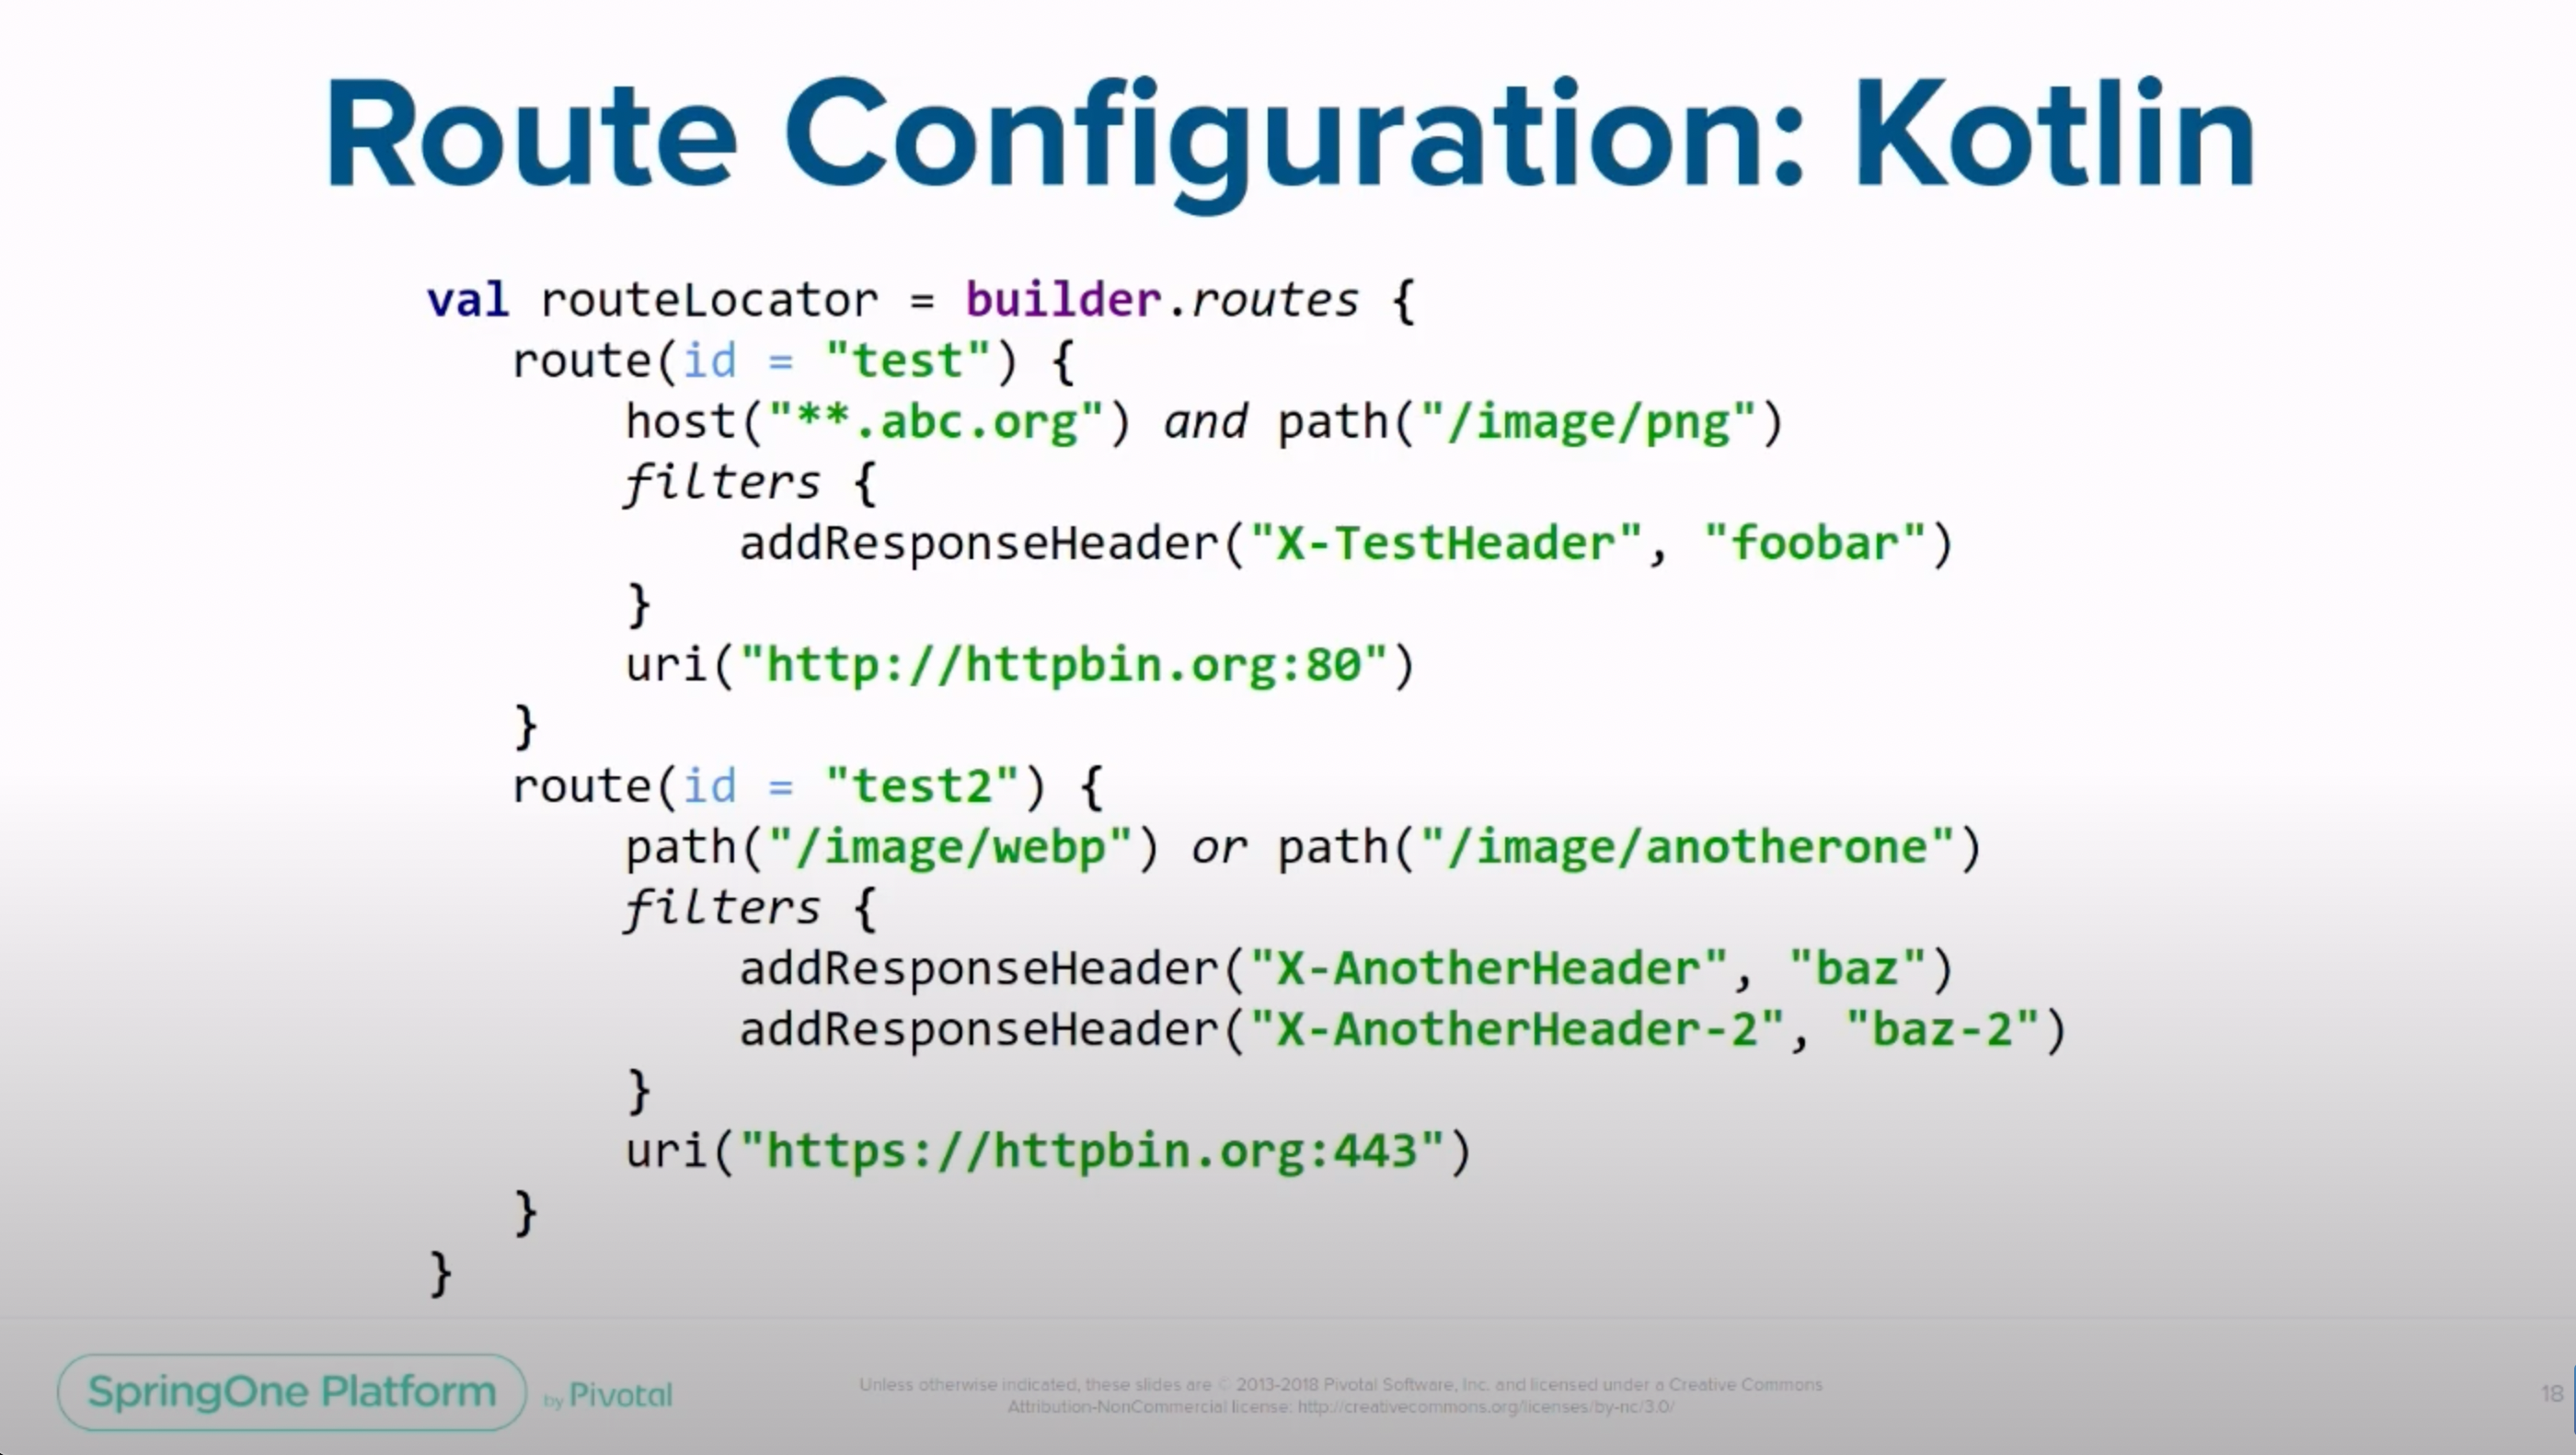 Route Configuration: Kotlin
val routeLocator = builder.routes {
route(id = "test") {
host("**.abc.org") and path("/image/png")
filters {
addResponseHeader("X-TestHeader", "foobar")
}
uri("http://httpbin.org:80")
}
route(id = "test2") {
path("/image/webp") or path("/image/anotherone")
filters {
addResponseHeader("X-AnotherHeader", "baz")
addResponseHeader("X-AnotherHeader-2", "baz-2")
}
uri("https://httpbin.org:443")
}
}
SpringOne Platform by Pivotal
Unless otherwise indicated, these slides are © 2013-2018 Pivotal Software, Inc. and licensed under a Creative Commons
Attribution-NonCommercial license: http://creativecommons.org/licenses/by-nc/3.0/
18